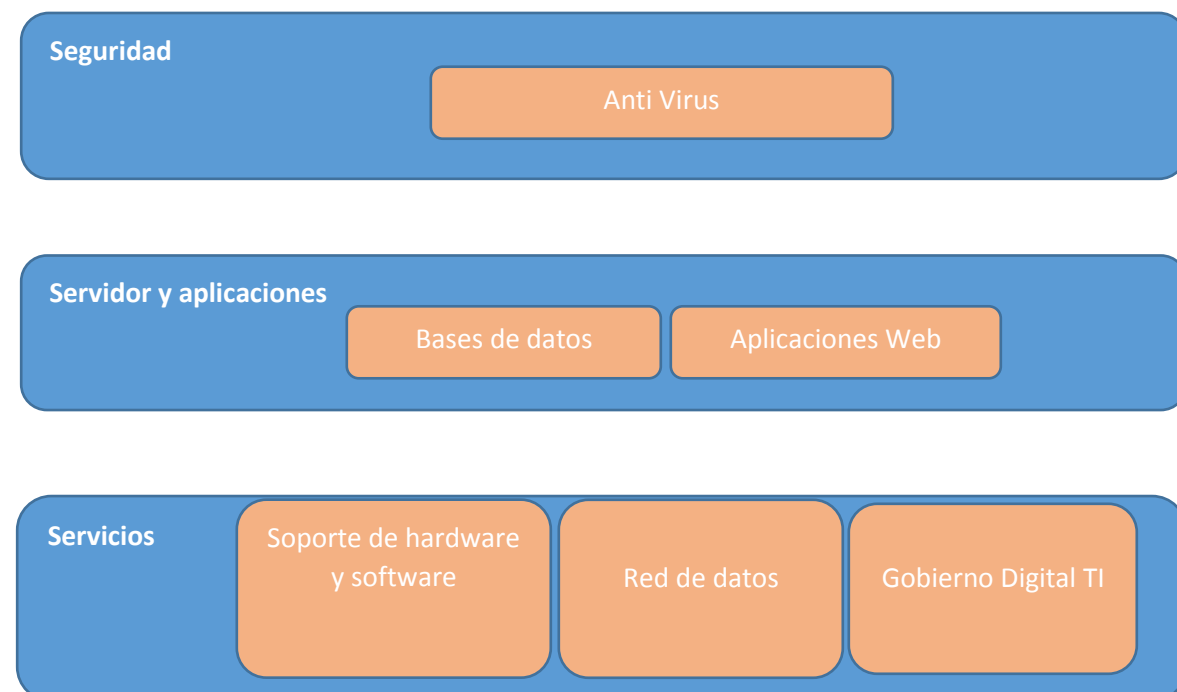 Seguridad
Anti Virus
Servidor y aplicaciones
Bases de datos
Aplicaciones Web
Servicios
Soporte de hardware
y software
Red de datos
Gobierno Digital TI